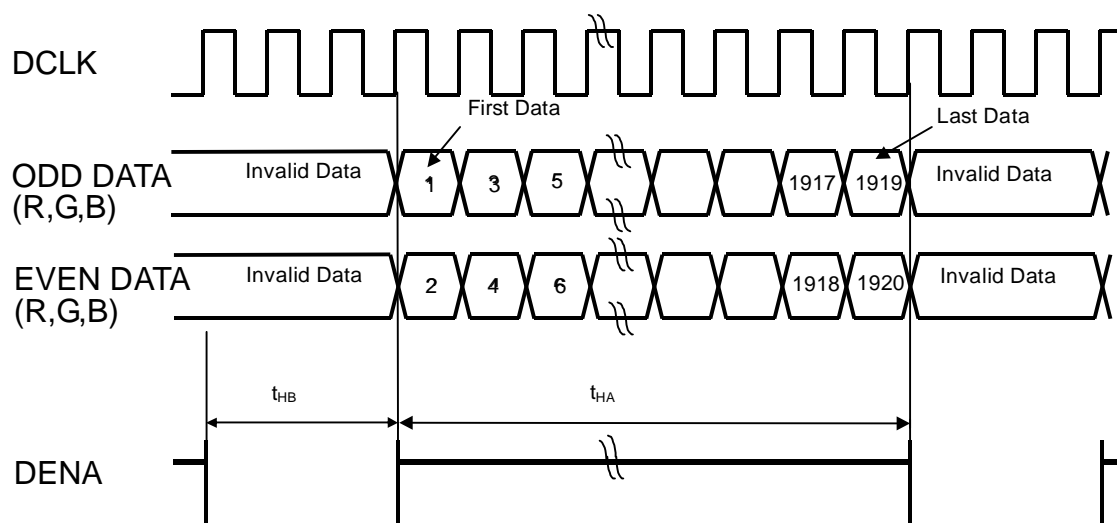 DCLK
First Data
Last Data
ODD DATA
(R,G,B)
Invalid Data
1 3 5 1917 1919
Invalid Data
EVEN DATA
(R,G,B)
Invalid Data
2 4 6 1918 1920
Invalid Data
tHB
tHA
DENA